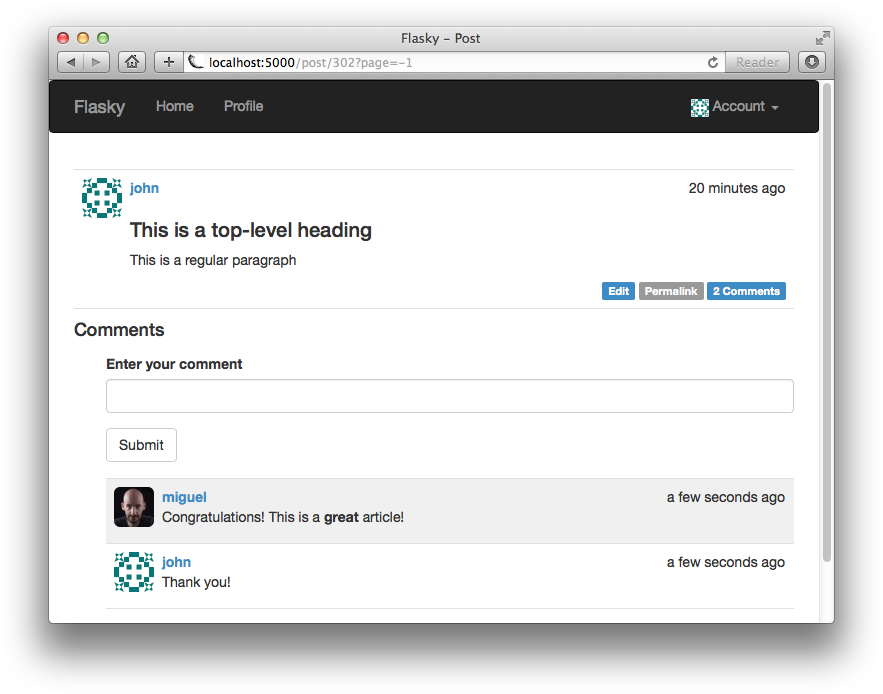 Flasky – Post
localhost:5000/post/302?page=-1
Reader
Flasky Home Profile Account
john 20 minutes ago
This is a top-level heading
This is a regular paragraph
Edit Permalink 2 Comments
Comments
Enter your comment
Submit
miguel a few seconds ago
Congratulations! This is a great article!
john a few seconds ago
Thank you!